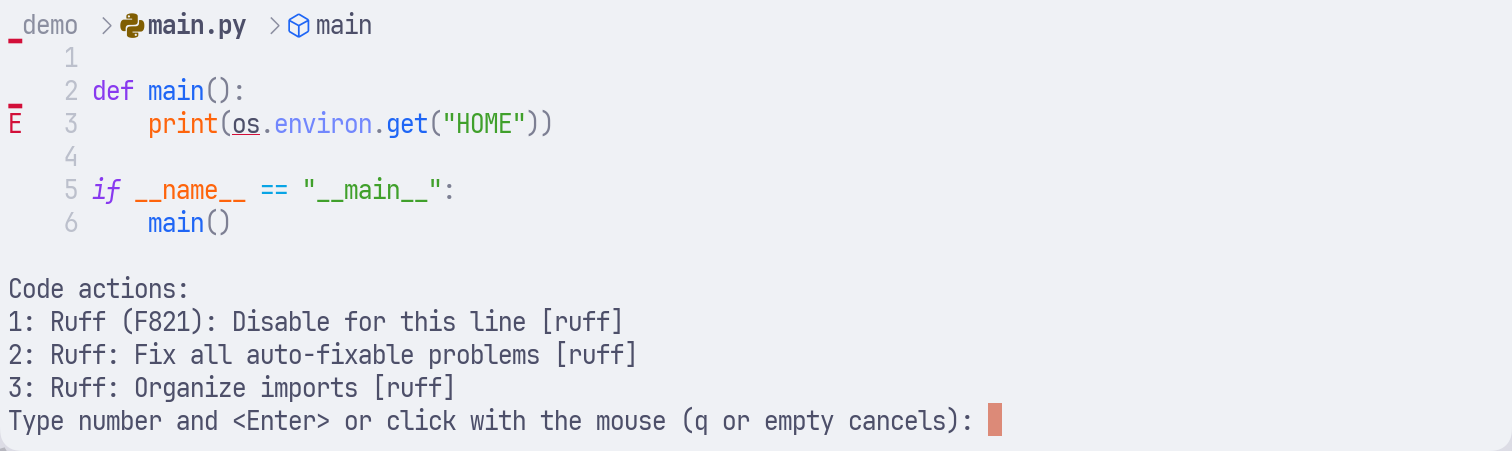 demo > main.py > main
1
2 def main():
E 3     print(os.environ.get("HOME"))
4
5 if __name__ == "__main__":
6     main()
Code actions:
1: Ruff (F821): Disable for this line [ruff]
2: Ruff: Fix all auto-fixable problems [ruff]
3: Ruff: Organize imports [ruff]
Type number and <Enter> or click with the mouse (q or empty cancels):